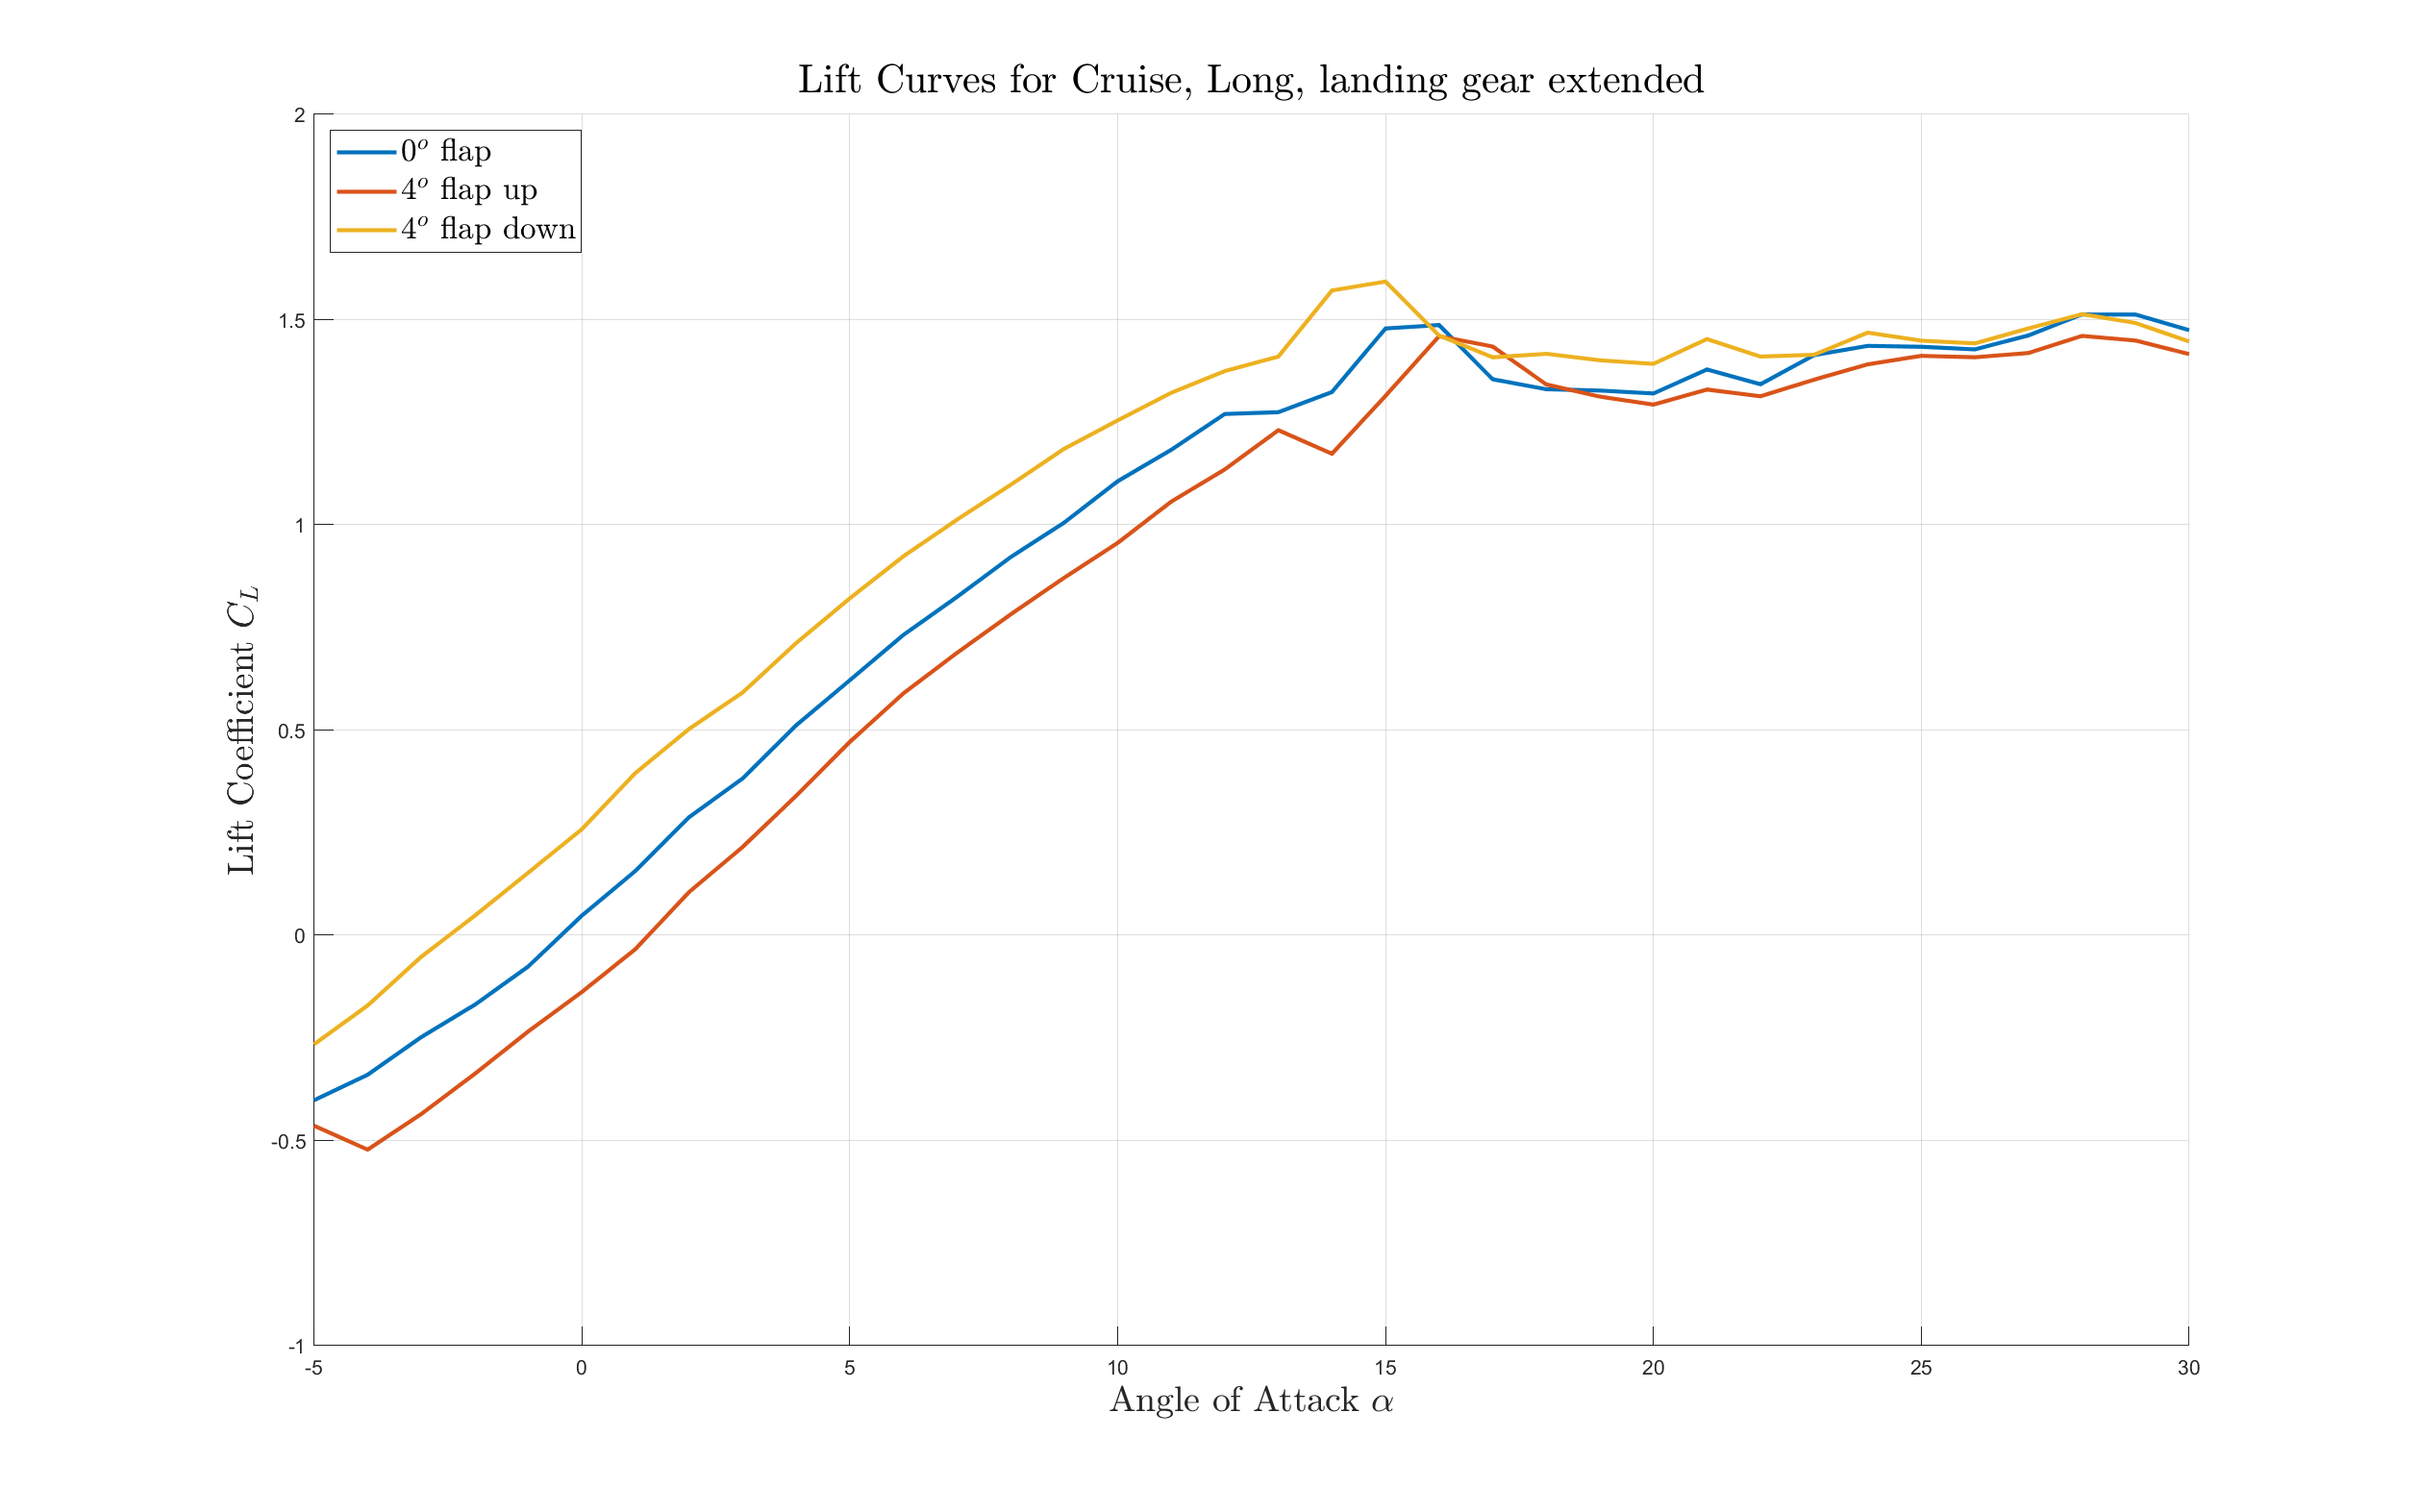 Lift Curves for Cruise, Long, landing gear extended
2
0° flap
4° flap up
4° flap down
1.5
1
0.5
0
-0.5
-1
Lift Coefficient C_L
-5 0 5 10 15 20 25 30
Angle of Attack α